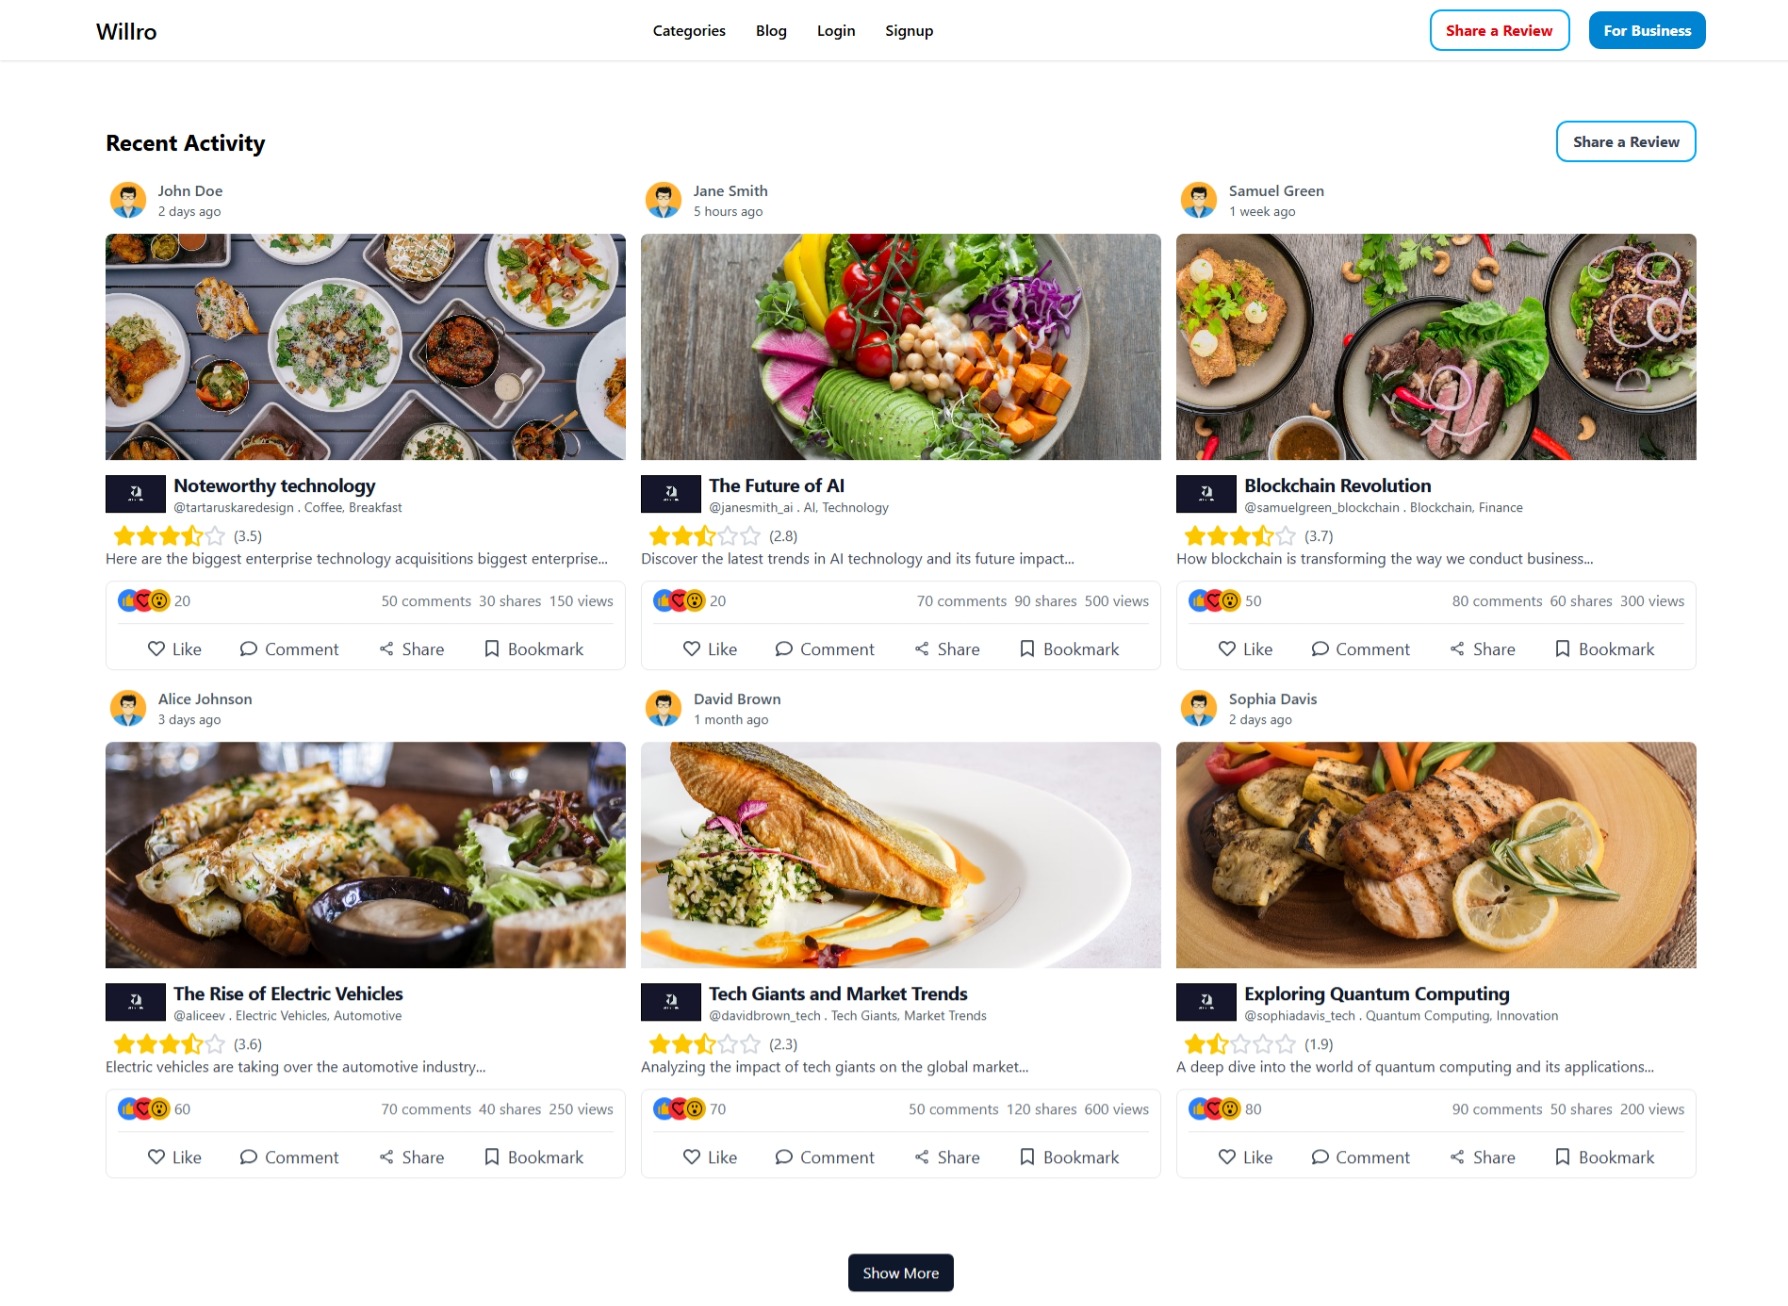 Willro
Categories Blog Login Signup
Share a Review
For Business
Recent Activity
Share a Review
John Doe
2 days ago
Noteworthy technology
@tartaruskaredesign . Coffee, Breakfast
(3.5)
Here are the biggest enterprise technology acquisitions biggest enterprise...
20
50 comments 30 shares 150 views
Like Comment Share Bookmark
Jane Smith
5 hours ago
The Future of AI
@janesmith_ai . AI, Technology
(2.8)
Discover the latest trends in AI technology and its future impact...
20
70 comments 90 shares 500 views
Like Comment Share Bookmark
Samuel Green
1 week ago
Blockchain Revolution
@samuelgreen_blockchain . Blockchain, Finance
(3.7)
How blockchain is transforming the way we conduct business...
50
80 comments 60 shares 300 views
Like Comment Share Bookmark
Alice Johnson
3 days ago
The Rise of Electric Vehicles
@aliceev . Electric Vehicles, Automotive
(3.6)
Electric vehicles are taking over the automotive industry...
60
70 comments 40 shares 250 views
Like Comment Share Bookmark
David Brown
1 month ago
Tech Giants and Market Trends
@davidbrown_tech . Tech Giants, Market Trends
(2.3)
Analyzing the impact of tech giants on the global market...
70
50 comments 120 shares 600 views
Like Comment Share Bookmark
Sophia Davis
2 days ago
Exploring Quantum Computing
@sophiadavis_tech . Quantum Computing, Innovation
(1.9)
A deep dive into the world of quantum computing and its applications...
80
90 comments 50 shares 200 views
Like Comment Share Bookmark
Show More